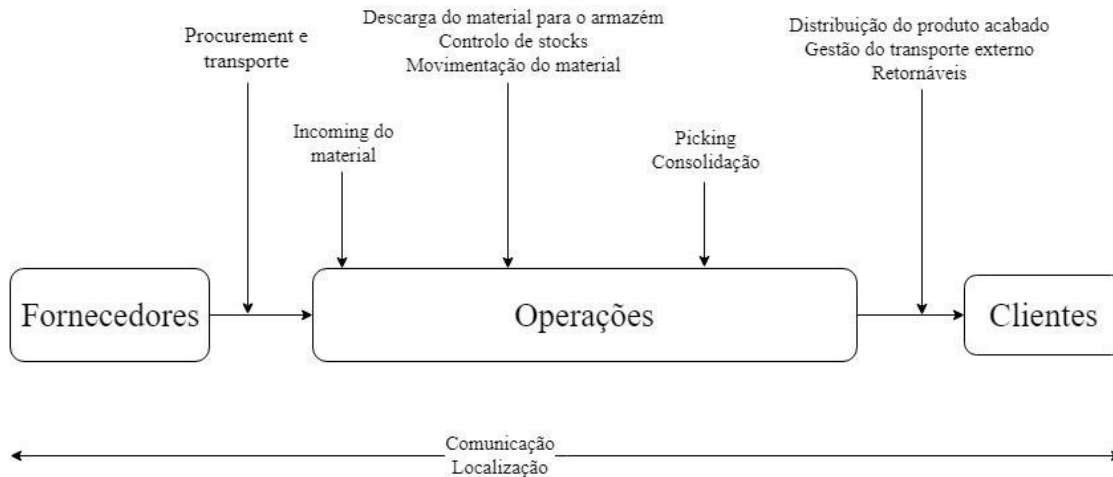 Procurement e
transporte
Incoming do
material
Descarga do material para o armazém
Controlo de stocks
Movimentação do material
Picking
Consolidação
Distribuição do produto acabado
Gestão do transporte externo
Retornáveis
Fornecedores
Operações
Clientes
Comunicação
Localização